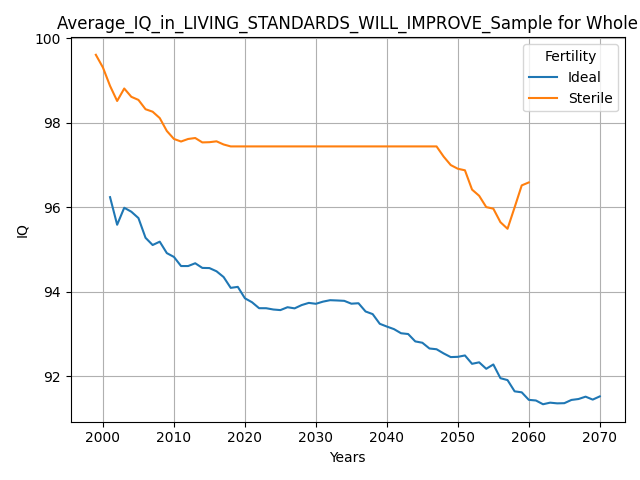 Average_IQ_in_LIVING_STANDARDS_WILL_IMPROVE_Sample for Whole
Fertility
Ideal
Sterile
100
98
96
94
92
IQ
2000 2010 2020 2030 2040 2050 2060 2070
Years